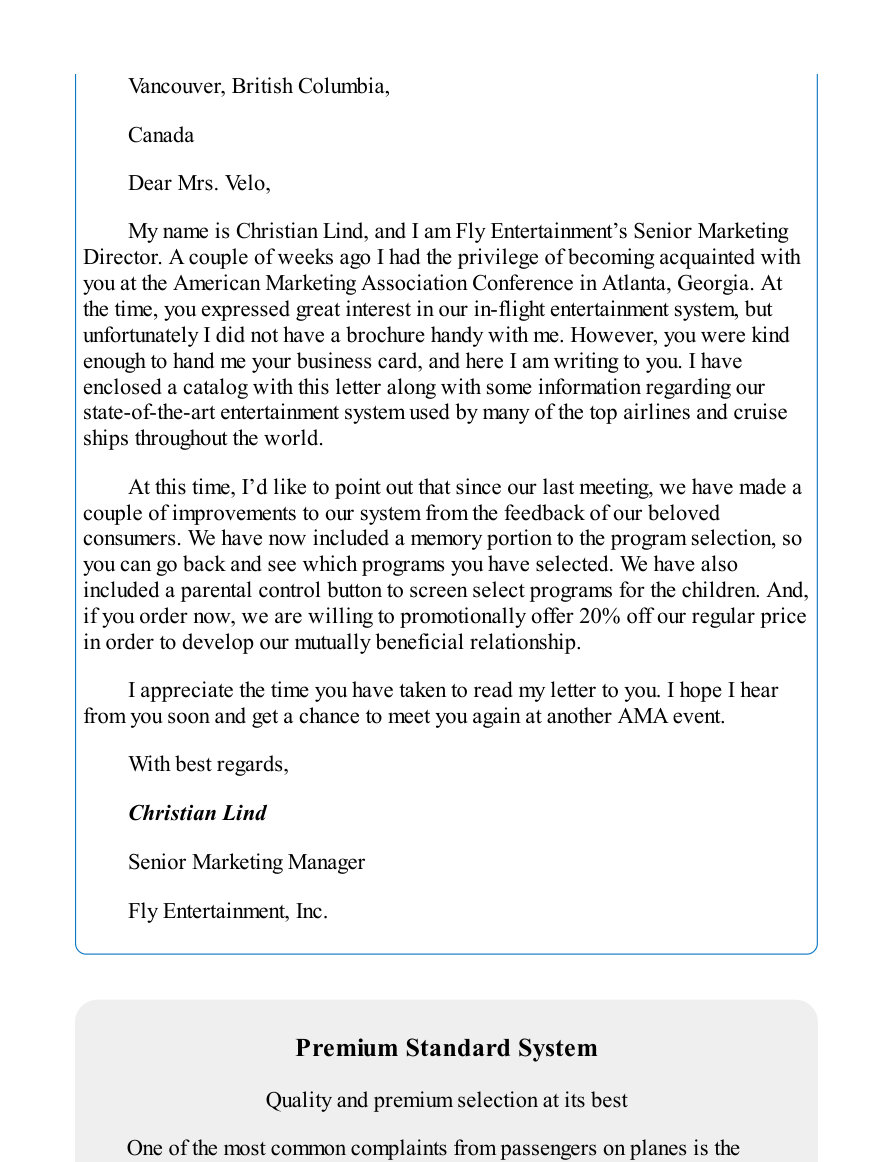 Vancouver, British Columbia,
Canada
Dear Mrs. Velo,
My name is Christian Lind, and I am Fly Entertainment’s Senior Marketing
Director. A couple of weeks ago I had the privilege of becoming acquainted with
you at the American Marketing Association Conference in Atlanta, Georgia. At
the time, you expressed great interest in our in-flight entertainment system, but
unfortunately I did not have a brochure handy with me. However, you were kind
enough to hand me your business card, and here I am writing to you. I have
enclosed a catalog with this letter along with some information regarding our
state-of-the-art entertainment system used by many of the top airlines and cruise
ships throughout the world.
At this time, I’d like to point out that since our last meeting, we have made a
couple of improvements to our system from the feedback of our beloved
consumers. We have now included a memory portion to the program selection, so
you can go back and see which programs you have selected. We have also
included a parental control button to screen select programs for the children. And,
if you order now, we are willing to promotionally offer 20% off our regular price
in order to develop our mutually beneficial relationship.
I appreciate the time you have taken to read my letter to you. I hope I hear
from you soon and get a chance to meet you again at another AMA event.
With best regards,
Christian Lind
Senior Marketing Manager
Fly Entertainment, Inc.
Premium Standard System
Quality and premium selection at its best
One of the most common complaints from passengers on planes is the